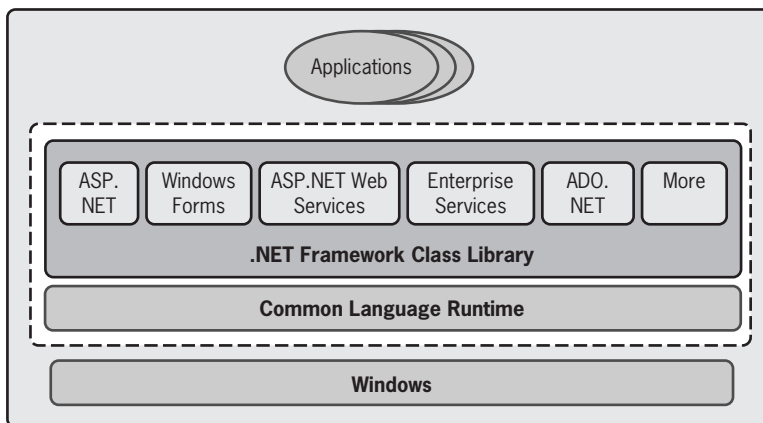 Applications
ASP.
NET
Windows
Forms
ASP.NET Web
Services
Enterprise
Services
ADO.
NET
More
.NET Framework Class Library
Common Language Runtime
Windows